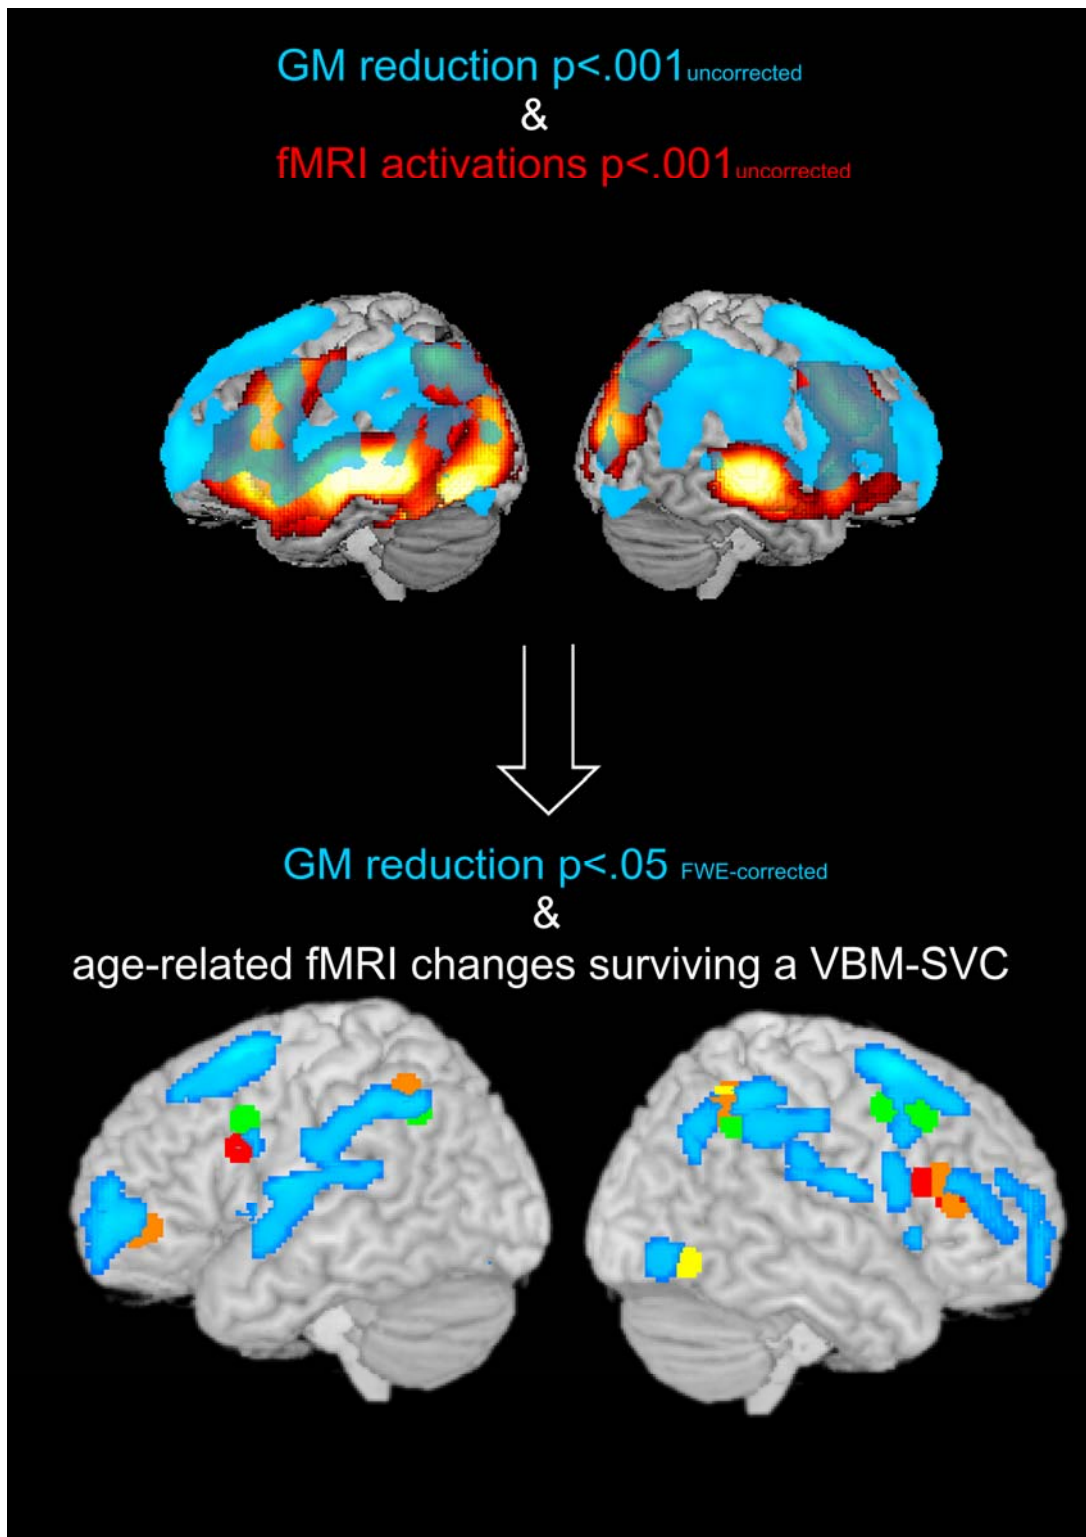 GM reduction p<.001uncorrected
&
fMRI activations p<.001uncorrected
GM reduction p<.05 FWE-corrected
&
age-related fMRI changes surviving a VBM-SVC